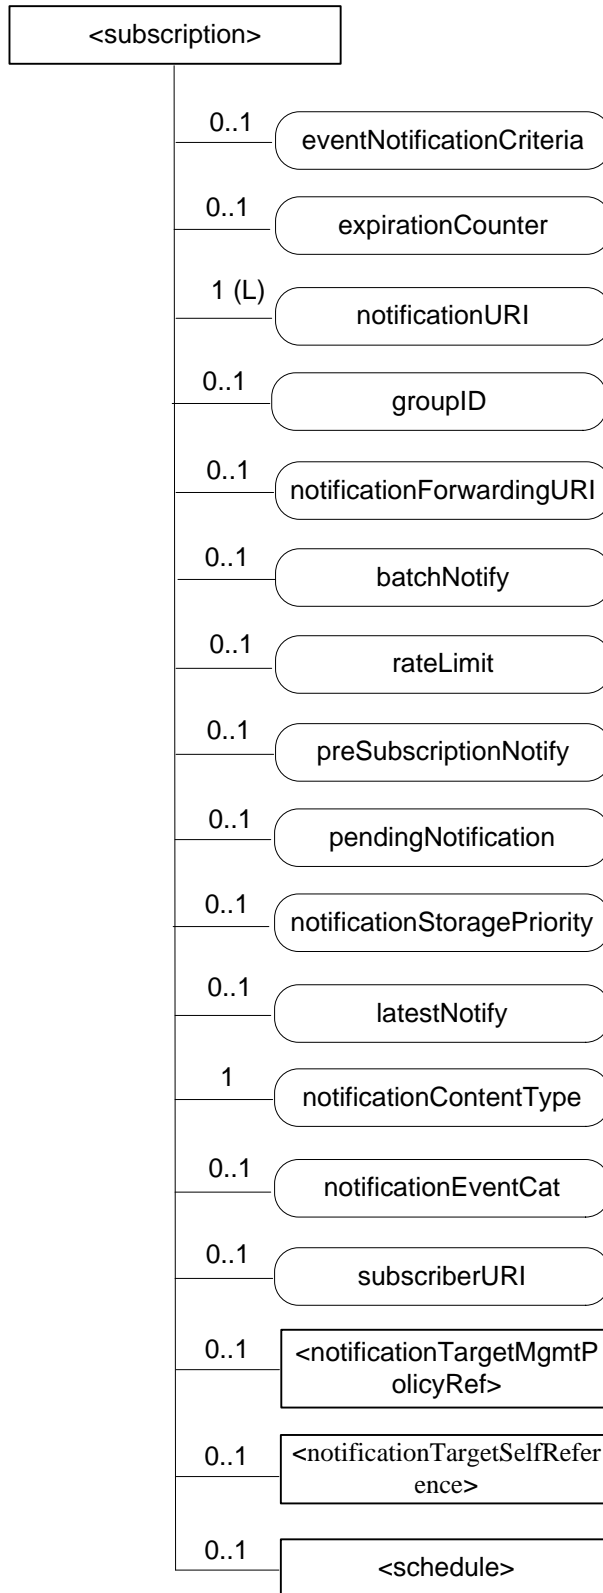 <subscription>
0..1
eventNotificationCriteria
0..1
expirationCounter
1 (L)
notificationURI
0..1
groupID
0..1
notificationForwardingURI
0..1
batchNotify
0..1
rateLimit
0..1
preSubscriptionNotify
0..1
pendingNotification
0..1
notificationStoragePriority
0..1
latestNotify
1
notificationContentType
0..1
notificationEventCat
0..1
subscriberURI
0..1
<notificationTargetMgmtP
olicyRef>
0..1
<notificationTargetSelfRefer
ence>
0..1
<schedule>